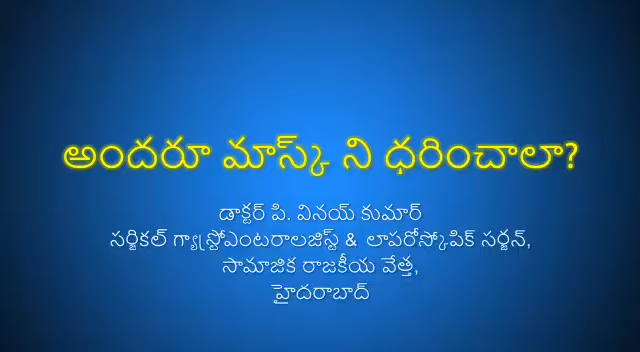 అందరూ మాస్క్ ని ధరించాలా?
డాక్టర్ పి. వినయ్ కుమార్
సర్జికల్ గ్యాస్ట్రోఎంటరాలజిస్ట్ & లాపరోస్కోపిక్ సర్జన్,
సామాజిక రాజకీయ వేత్త,
హైదరాబాద్